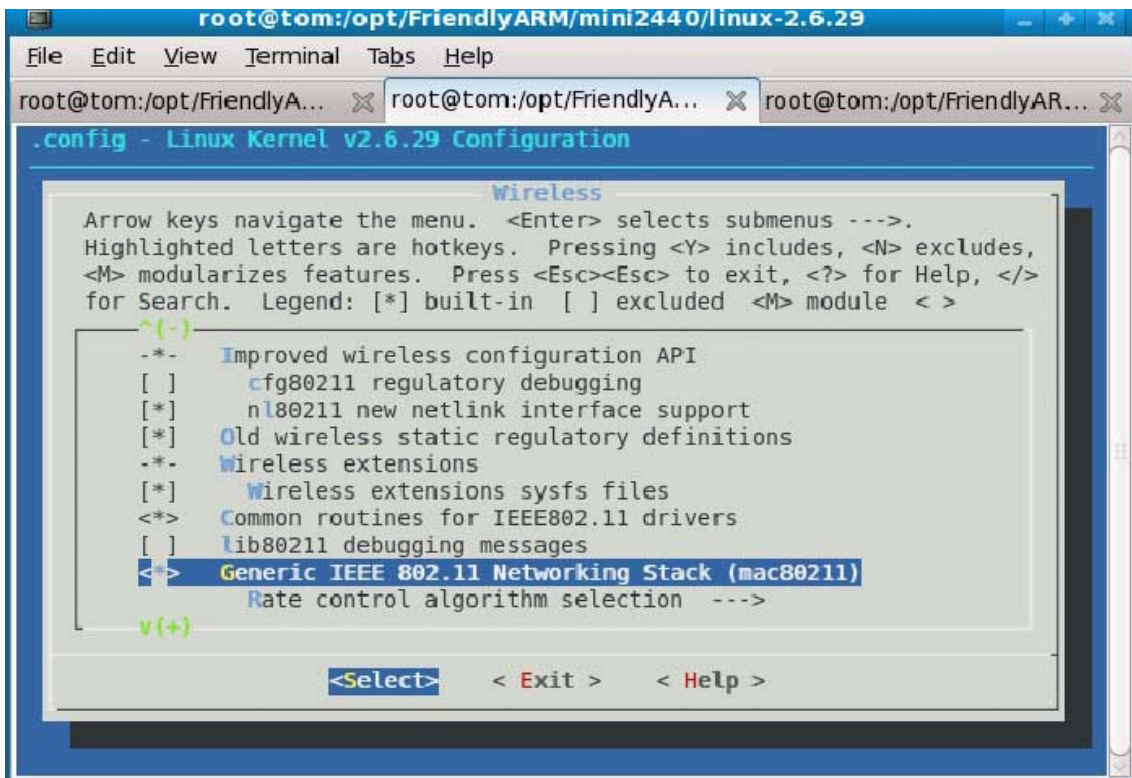 root@tom:/opt/FriendlyARM/mini2440/linux-2.6.29
File Edit View Terminal Tabs Help
root@tom:/opt/FriendlyA... root@tom:/opt/FriendlyA... root@tom:/opt/FriendlyAR...
.config - Linux Kernel v2.6.29 Configuration
Wireless
Arrow keys navigate the menu. <Enter> selects submenus --->.
Highlighted letters are hotkeys. Pressing <Y> includes, <N> excludes,
<M> modularizes features. Press <Esc><Esc> to exit, <?> for Help, </>
for Search. Legend: [*] built-in [ ] excluded <M> module < >
^(-)
-*- Improved wireless configuration API
[ ] cfg80211 regulatory debugging
[*] nl80211 new netlink interface support
[*] Old wireless static regulatory definitions
-*- Wireless extensions
[*] Wireless extensions sysfs files
<*> Common routines for IEEE802.11 drivers
[ ] lib80211 debugging messages
<*> Generic IEEE 802.11 Networking Stack (mac80211)
Rate control algorithm selection --->
v(+)
<Select> < Exit > < Help >